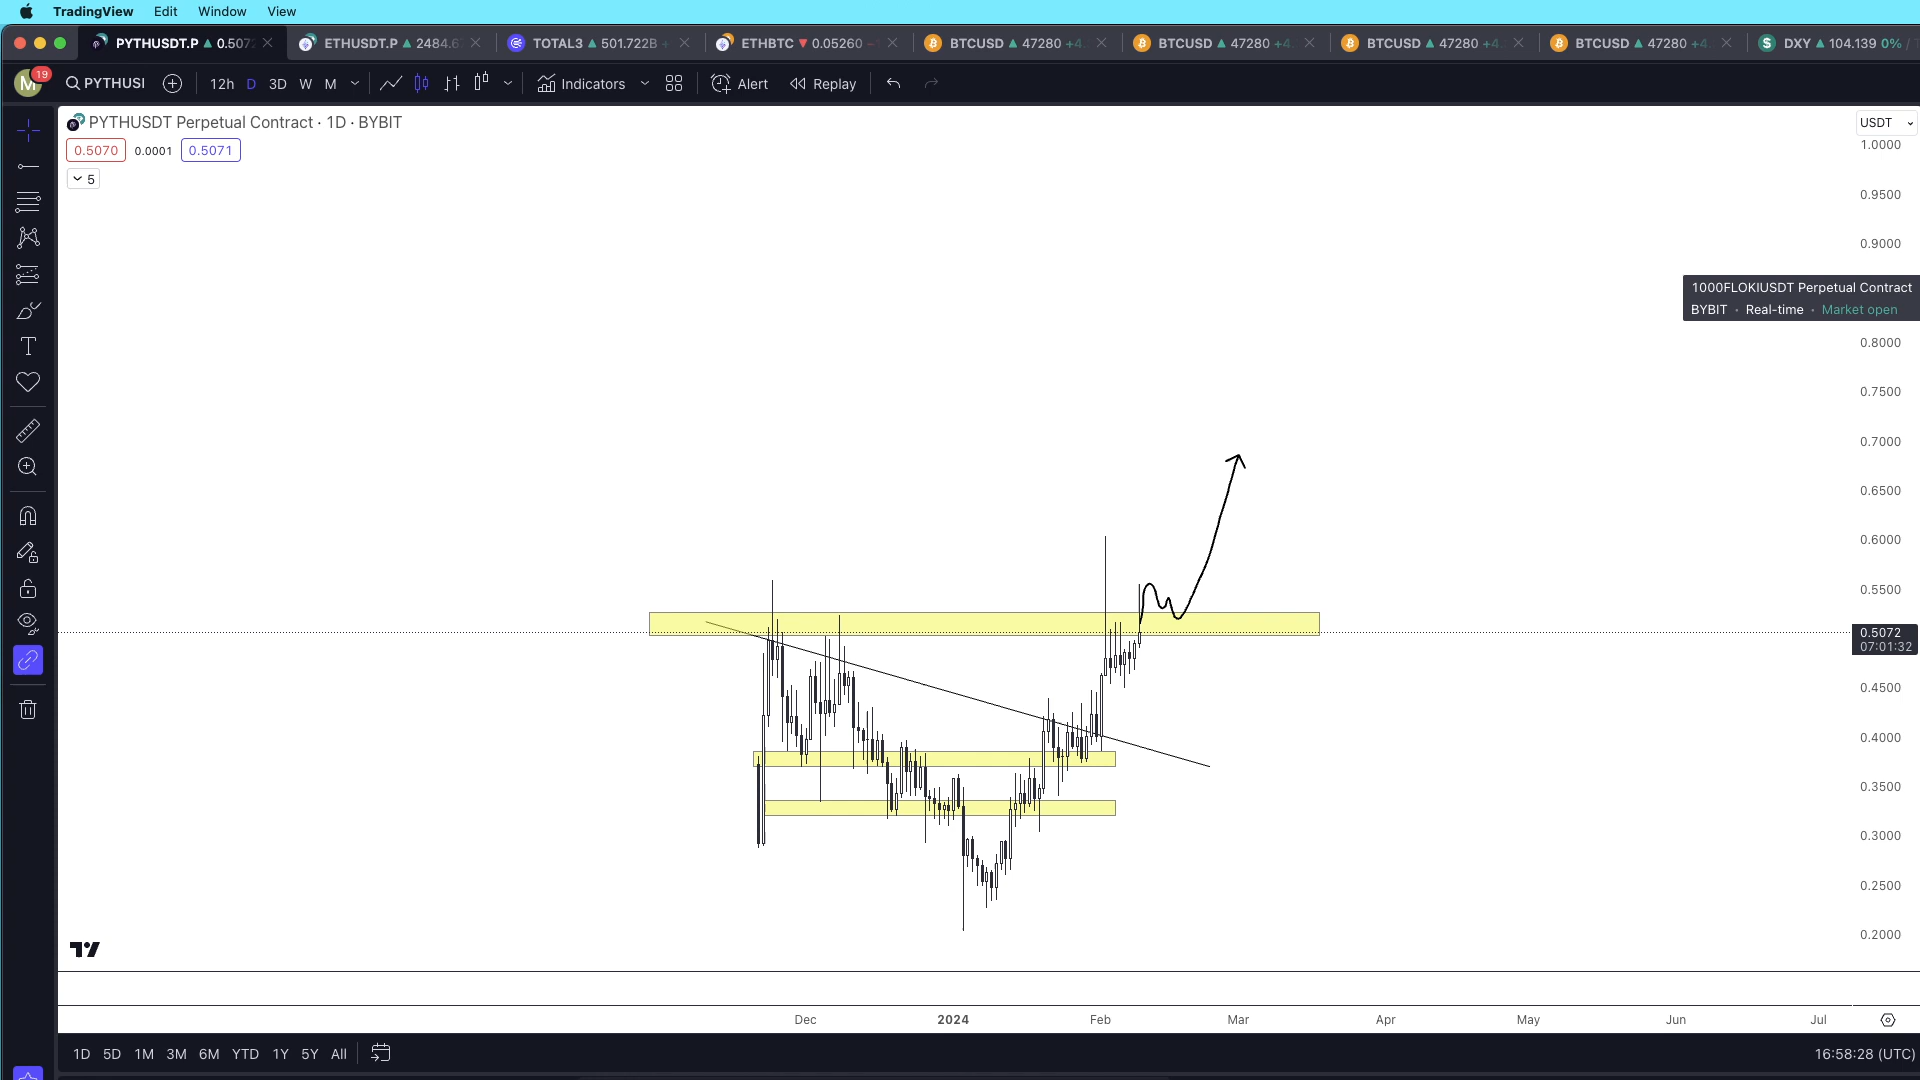 TradingView Edit Window View
PYTHUSDT.P ▲ 0.507 ETHUSDT.P ▲ 2484.6 TOTAL3 ▲ 501.722B + ETHBTC ▼ 0.05260 − BTCUSD ▲ 47280 +4. BTCUSD ▲ 47280 +4. BTCUSD ▲ 47280 +4. BTCUSD ▲ 47280 +4. DXY ▲ 104.139 0% /
M 19 PYTHUSI 12h D 3D W M Indicators Alert Replay
PYTHUSDT Perpetual Contract · 1D · BYBIT
USDT
0.5070 0.0001 0.5071
5
1.0000
0.9500
0.9000
1000FLOKIUSDT Perpetual Contract
BYBIT · Real-time · Market open
0.8000
0.7500
0.7000
0.6500
0.6000
0.5500
0.5072
07:01:32
0.4500
0.4000
0.3500
0.3000
0.2500
0.2000
Dec 2024 Feb Mar Apr May Jun Jul
1D 5D 1M 3M 6M YTD 1Y 5Y All 16:58:28 (UTC)